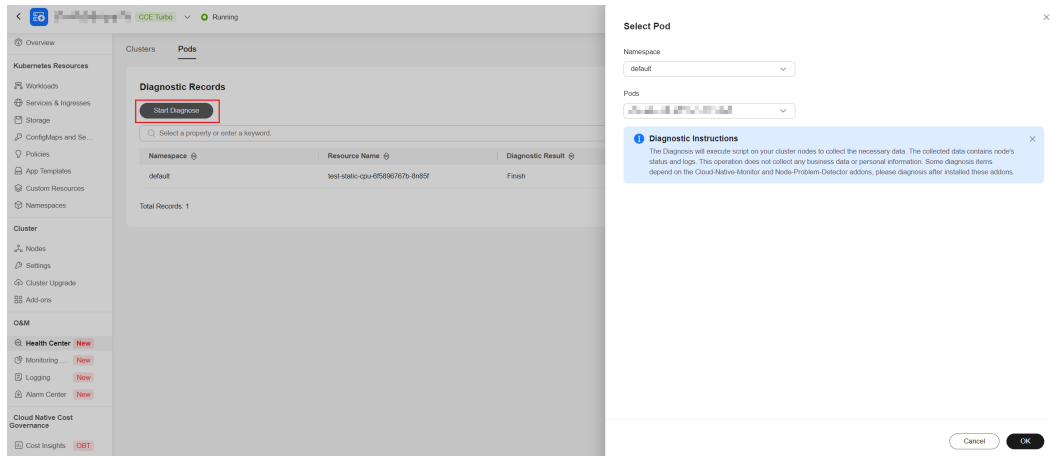 CCE Turbo
Running
Overview
Kubernetes Resources
Workloads
Services & Ingresses
Storage
ConfigMaps and Se...
Policies
App Templates
Custom Resources
Namespaces
Cluster
Nodes
Settings
Cluster Upgrade
Add-ons
O&M
Health Center New
Monitoring ... New
Logging New
Alarm Center New
Cloud Native Cost
Governance
Cost Insights OBT
Clusters Pods
Diagnostic Records
Start Diagnose
Select a property or enter a keyword.
Namespace Resource Name Diagnostic Result
default test-static-cpu-6f5896767b-8n85f Finish
Total Records: 1
Select Pod
Namespace
default
Pods
Diagnostic Instructions
The Diagnosis will execute script on your cluster nodes to collect the necessary data. The collected data contains node's
status and logs. This operation does not collect any business data or personal information. Some diagnosis items
depend on the Cloud-Native-Monitor and Node-Problem-Detector addons, please diagnosis after installed these addons.
Cancel OK